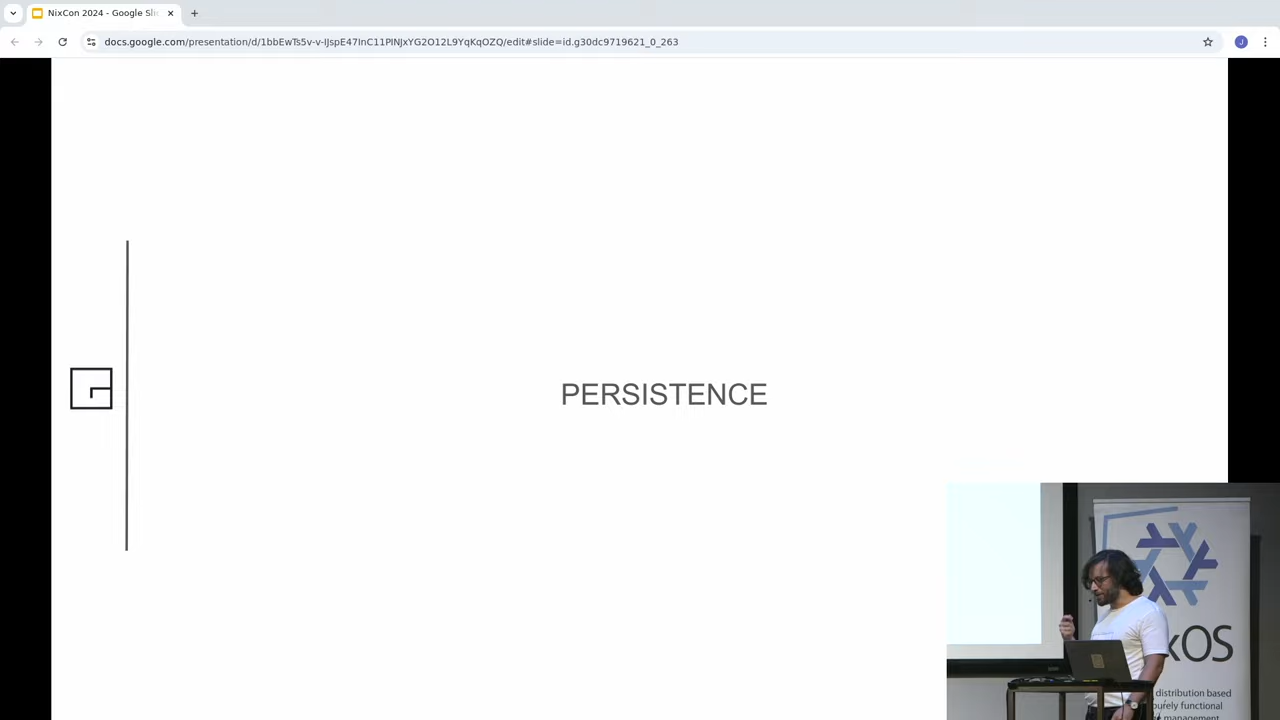 NixCon 2024 - Google Sli
docs.google.com/presentation/d/1bbEwTs5v-v-IJspE47InC11PINJxYG2O12L9YqKqOZQ/edit#slide=id.g30dc9719621_0_263
J
PERSISTENCE
xOS
distribution based
purely functional
management